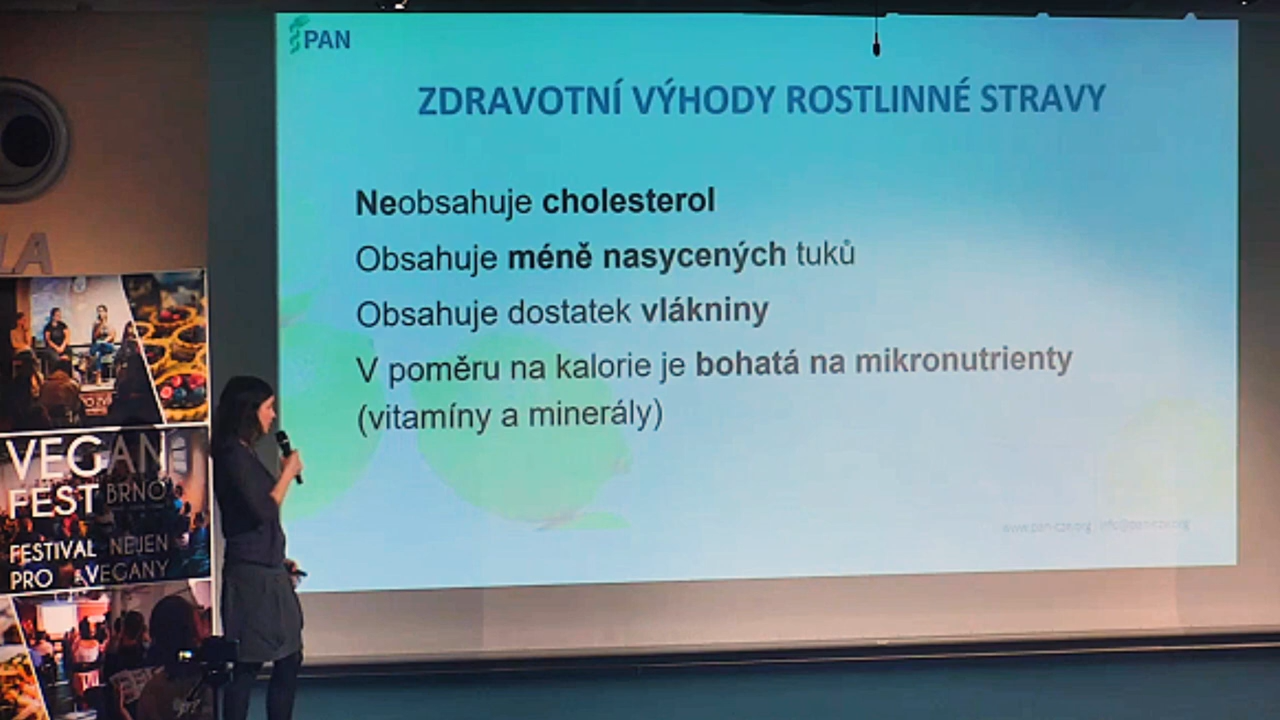 PAN
ZDRAVOTNÍ VÝHODY ROSTLINNÉ STRAVY
Neobsahuje cholesterol
Obsahuje méně nasycených tuků
Obsahuje dostatek vlákniny
V poměru na kalorie je bohatá na mikronutrienty
(vitamíny a minerály)
VEGAN
FEST BRNO
FESTIVAL NEJEN
PRO VEGANY